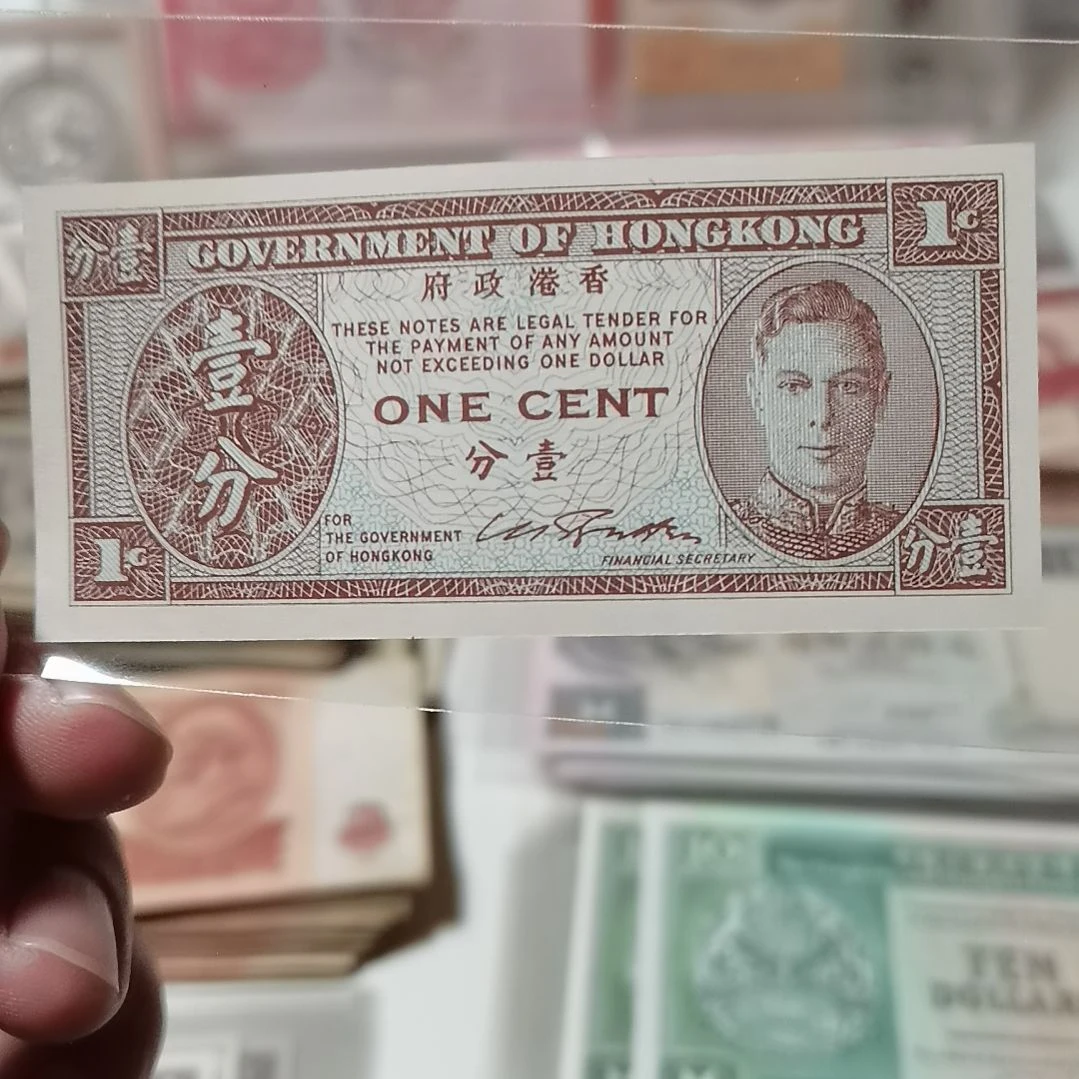 壹分
GOVERNMENT OF HONGKONG
1c
香港政府
壹分
THESE NOTES ARE LEGAL TENDER FOR
THE PAYMENT OF ANY AMOUNT
NOT EXCEEDING ONE DOLLAR
ONE CENT
壹分
FOR
THE GOVERNMENT
OF HONGKONG
FINANCIAL SECRETARY
1c
壹分
10
TEN